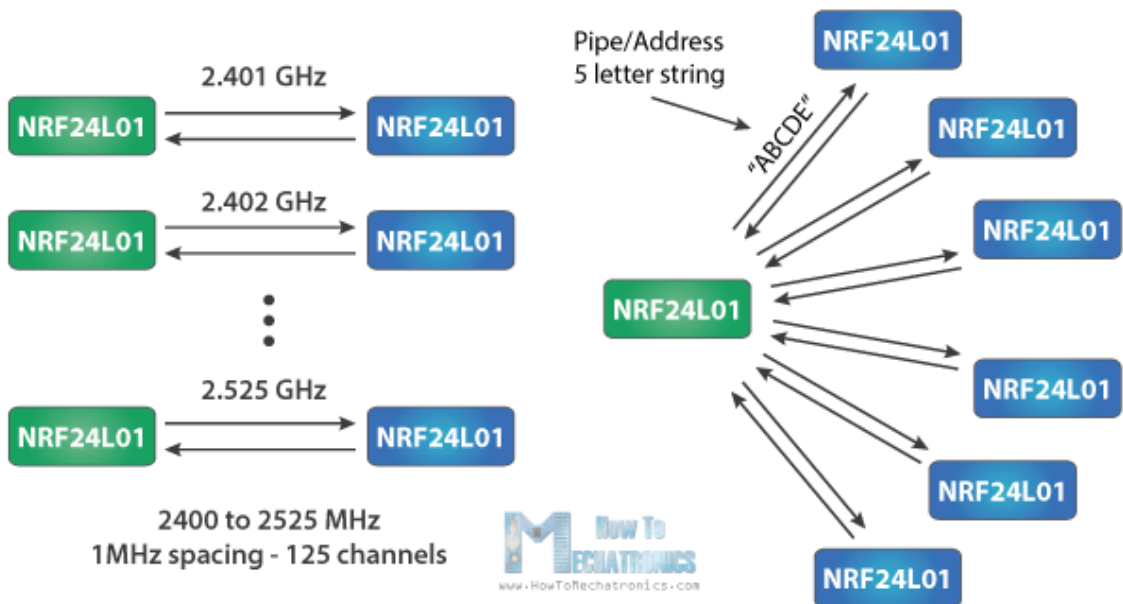 2.401 GHz
NRF24L01
NRF24L01
2.402 GHz
NRF24L01
NRF24L01
2.525 GHz
NRF24L01
NRF24L01
2400 to 2525 MHz
1MHz spacing - 125 channels
Pipe/Address
5 letter string
"ABCDE"
NRF24L01
NRF24L01
NRF24L01
NRF24L01
NRF24L01
NRF24L01
NRF24L01
How To
MECHATRONICS
www.HowToMechatronics.com